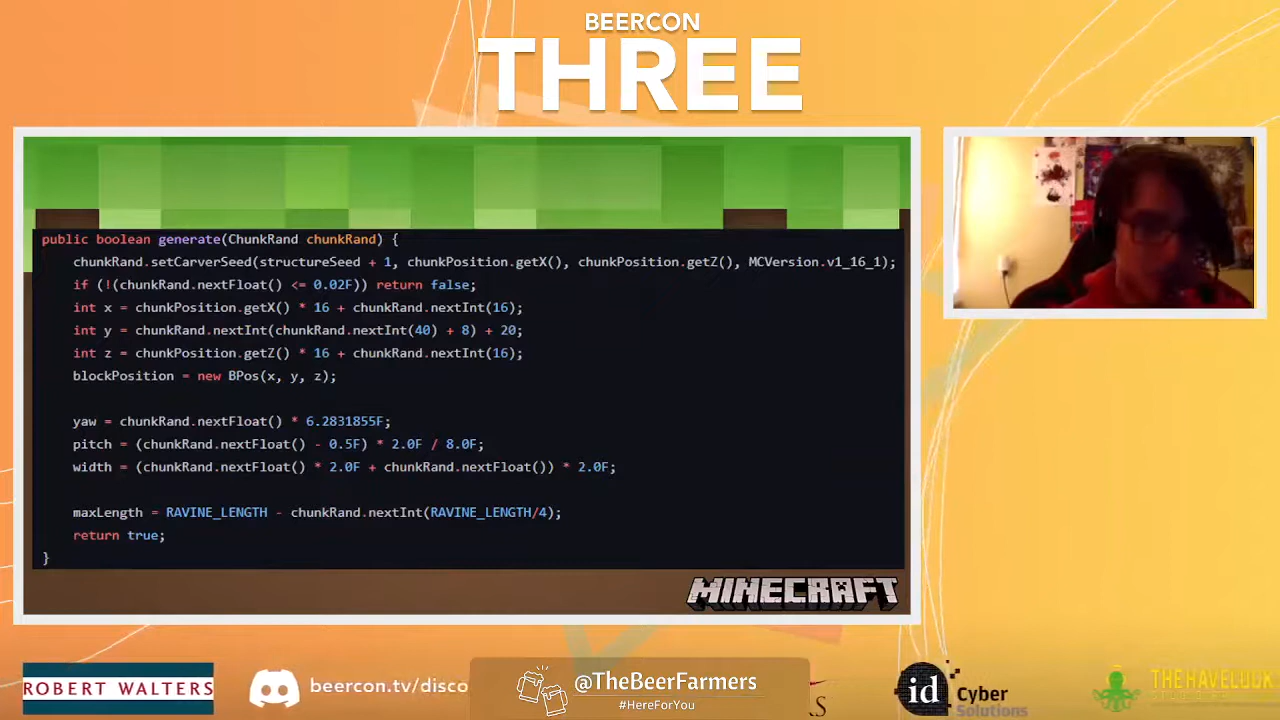 BEERCON
THREE
public boolean generate(ChunkRand chunkRand) {
chunkRand.setCarverSeed(structureSeed + 1, chunkPosition.getX(), chunkPosition.getZ(), MCVersion.v1_16_1);
if (!(chunkRand.nextFloat() <= 0.02F)) return false;
int x = chunkPosition.getX() * 16 + chunkRand.nextInt(16);
int y = chunkRand.nextInt(chunkRand.nextInt(40) + 8) + 20;
int z = chunkPosition.getZ() * 16 + chunkRand.nextInt(16);
blockPosition = new BPos(x, y, z);
yaw = chunkRand.nextFloat() * 6.2831855F;
pitch = (chunkRand.nextFloat() - 0.5F) * 2.0F / 8.0F;
width = (chunkRand.nextFloat() * 2.0F + chunkRand.nextFloat()) * 2.0F;
maxLength = RAVINE_LENGTH - chunkRand.nextInt(RAVINE_LENGTH/4);
return true;
}
MINECRAFT
ROBERT WALTERS
beercon.tv/disco
@TheBeerFarmers
#HereForYou
id Cyber
Solutions